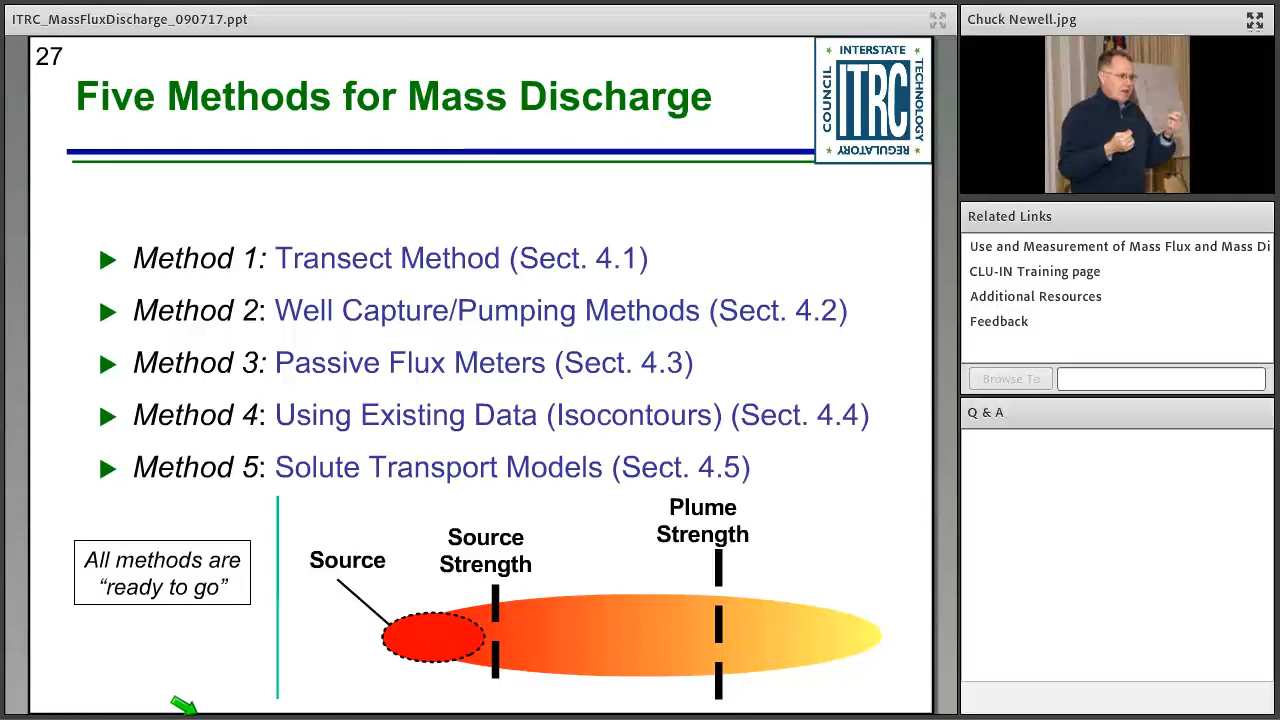 ITRC_MassFluxDischarge_090717.ppt
27
Five Methods for Mass Discharge
INTERSTATE
COUNCIL
ITRC
TECHNOLOGY
REGULATORY
Method 1: Transect Method (Sect. 4.1)
Method 2: Well Capture/Pumping Methods (Sect. 4.2)
Method 3: Passive Flux Meters (Sect. 4.3)
Method 4: Using Existing Data (Isocontours) (Sect. 4.4)
Method 5: Solute Transport Models (Sect. 4.5)
All methods are
“ready to go”
Source
Source
Strength
Plume
Strength
Chuck Newell.jpg
Related Links
Use and Measurement of Mass Flux and Mass Di
CLU-IN Training page
Additional Resources
Feedback
Browse To
Q & A